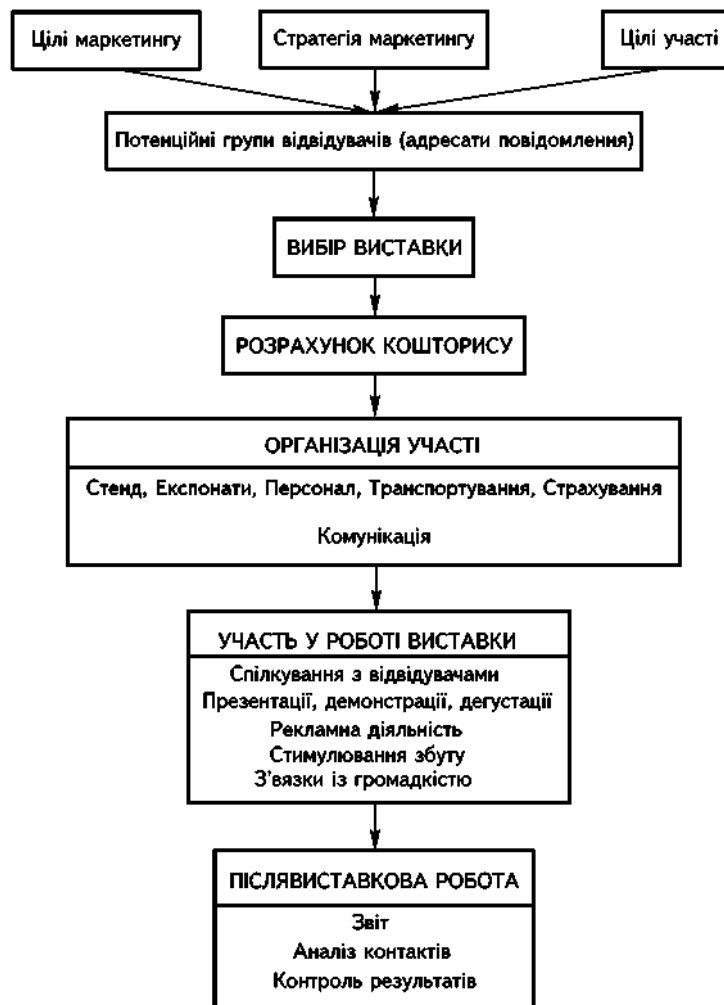 Цілі маркетингу
Стратегія маркетингу
Цілі участі
Потенційні групи відвідувачів (адресати повідомлення)
ВИБІР ВИСТАВКИ
РОЗРАХУНОК КОШТОРИСУ
ОРГАНІЗАЦІЯ УЧАСТІ
Стенд, Експонати, Персонал, Транспортування, Страхування
Комунікація
УЧАСТЬ У РОБОТІ ВИСТАВКИ
Спілкування з відвідувачами
Презентації, демонстрації, дегустації
Рекламна діяльність
Стимулювання збуту
З'вязки із громадкістю
ПІСЛЯВИСТАВКОВА РОБОТА
Звіт
Аналіз контактів
Контроль результатів